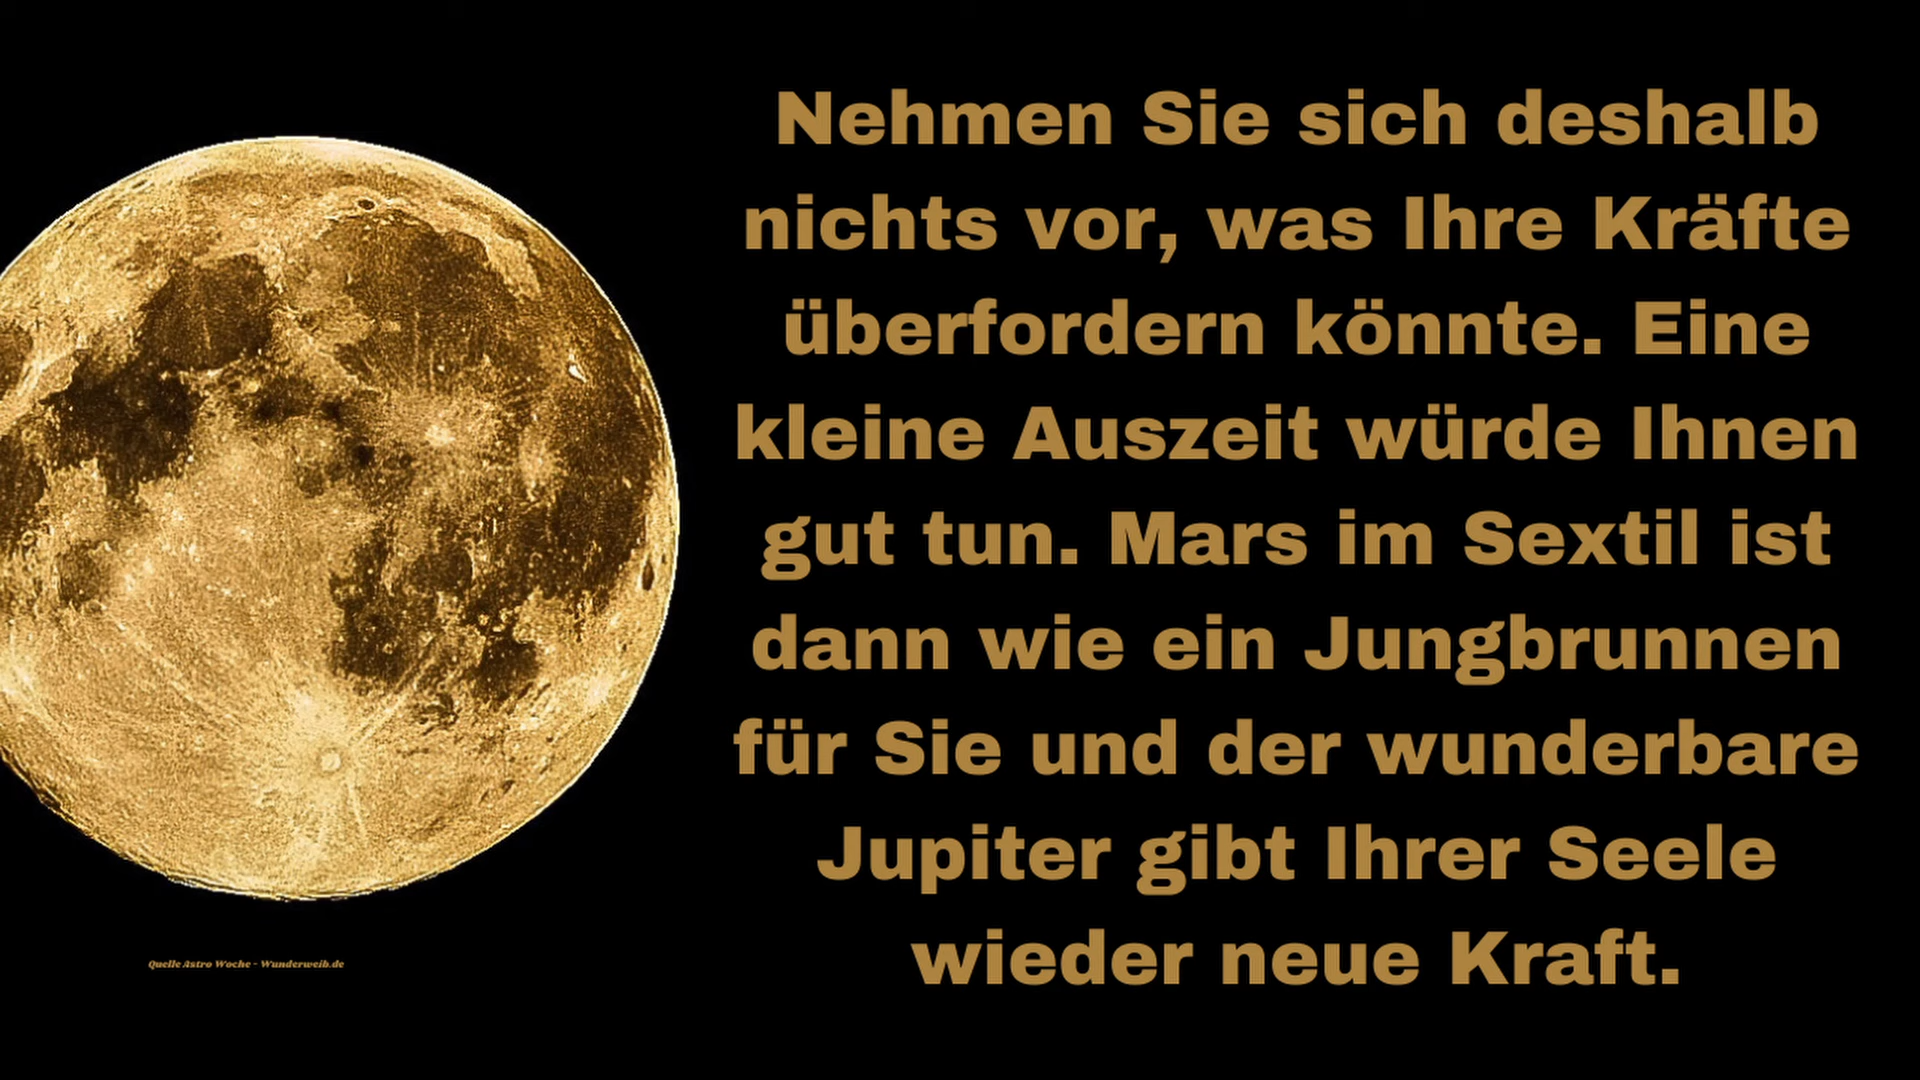 Nehmen Sie sich deshalb
nichts vor, was Ihre Kräfte
überfordern könnte. Eine
kleine Auszeit würde Ihnen
gut tun. Mars im Sextil ist
dann wie ein Jungbrunnen
für Sie und der wunderbare
Jupiter gibt Ihrer Seele
wieder neue Kraft.
Quelle Astro Woche - Wunderweib.de